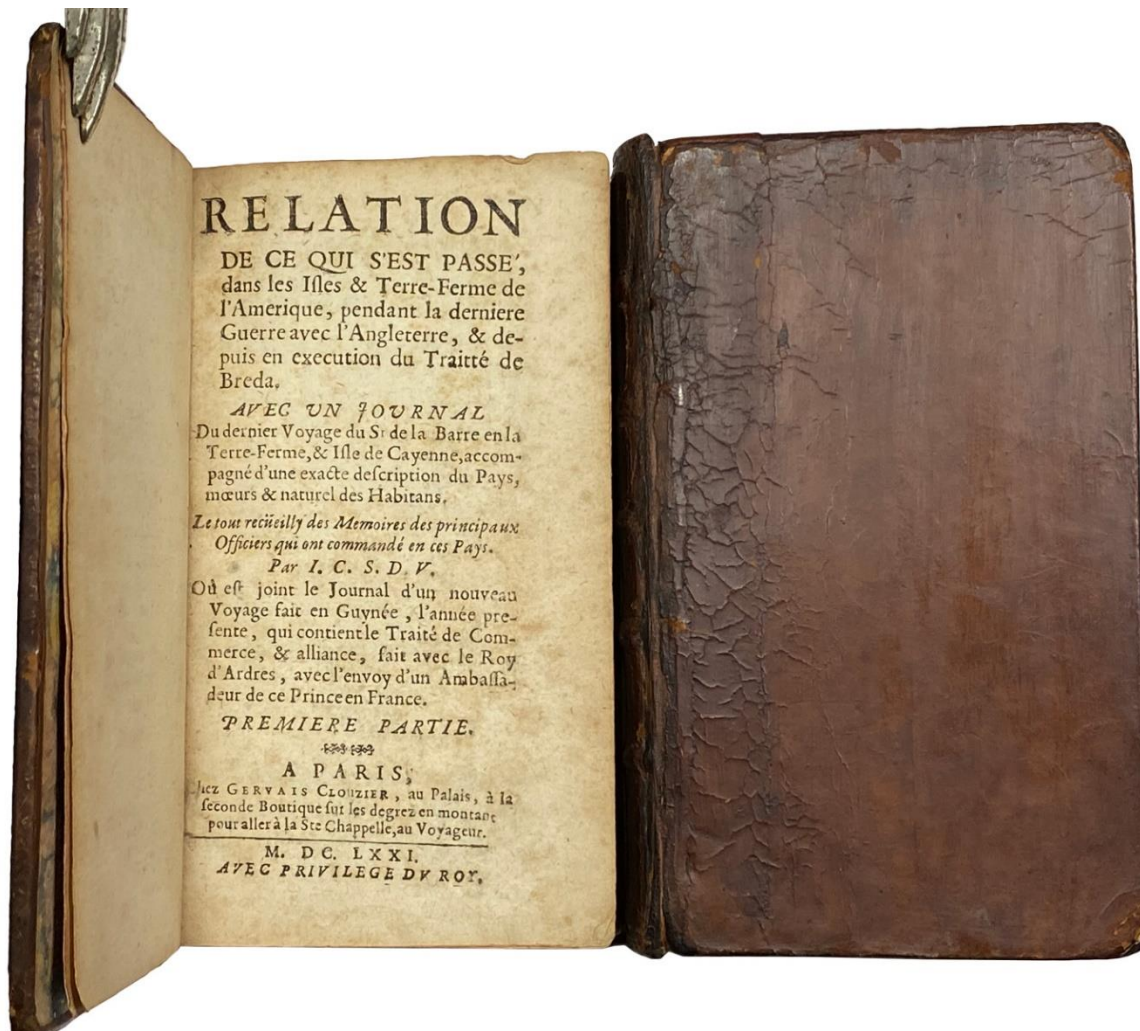 RELATION
DE CE QUI S'EST PASSE',
dans les Isles & Terre-Ferme de
l'Amerique, pendant la derniere
Guerre avec l'Angleterre, & de-
puis en execution du Traitté de
Breda.
AVEC UN JOVRNAL
Du dernier Voyage du Sr de la Barre en la
Terre-Ferme, & Isle de Cayenne, accom-
pagné d'une exacte description du Pays,
mœurs & naturel des Habitans.
Le tout recüeilly des Memoires des principaux
Officiers qui ont commandé en ces Pays.
Par I. C. S. D. V.
Où est joint le Journal d'un nouveau
Voyage fait en Guynée, l'année pre-
sente, qui contient le Traité de Com-
merce, & alliance, fait avec le Roy
d'Ardres, avec l'envoy d'un Ambassa-
deur de ce Prince en France.
PREMIERE PARTIE.
A PARIS,
Chez GERVAIS CLOUZIER, au Palais, à la
seconde Boutique sur les degrez en montant
pour aller à la Ste Chappelle, au Voyageur.
M. DC. LXXI.
AVEC PRIVILEGE DV ROY.